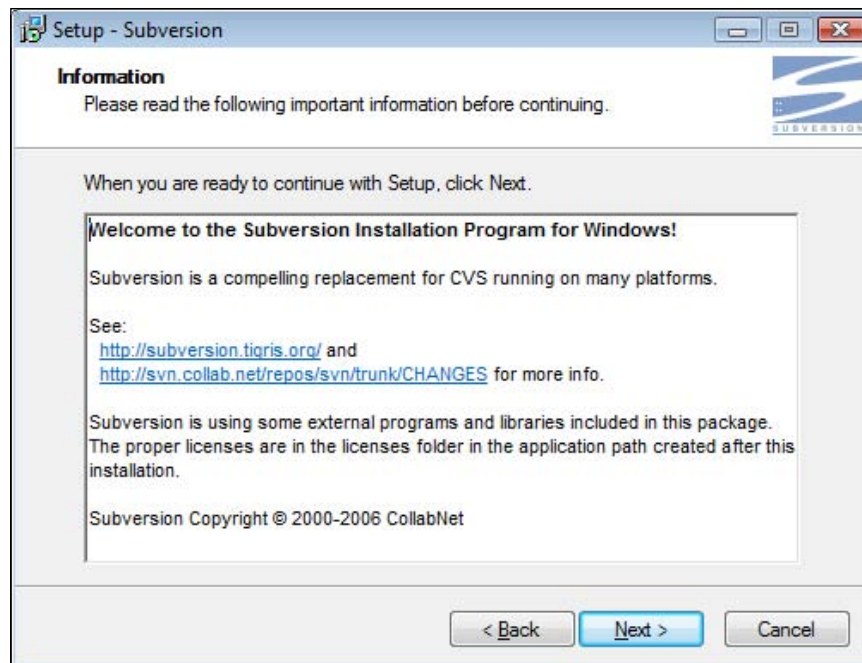 Setup - Subversion
Information
Please read the following important information before continuing.
SUBVERSION
When you are ready to continue with Setup, click Next.
Welcome to the Subversion Installation Program for Windows!
Subversion is a compelling replacement for CVS running on many platforms.
See:
http://subversion.tigris.org/ and
http://svn.collab.net/repos/svn/trunk/CHANGES for more info.
Subversion is using some external programs and libraries included in this package.
The proper licenses are in the licenses folder in the application path created after this
installation.
Subversion Copyright © 2000-2006 CollabNet
< Back
Next >
Cancel